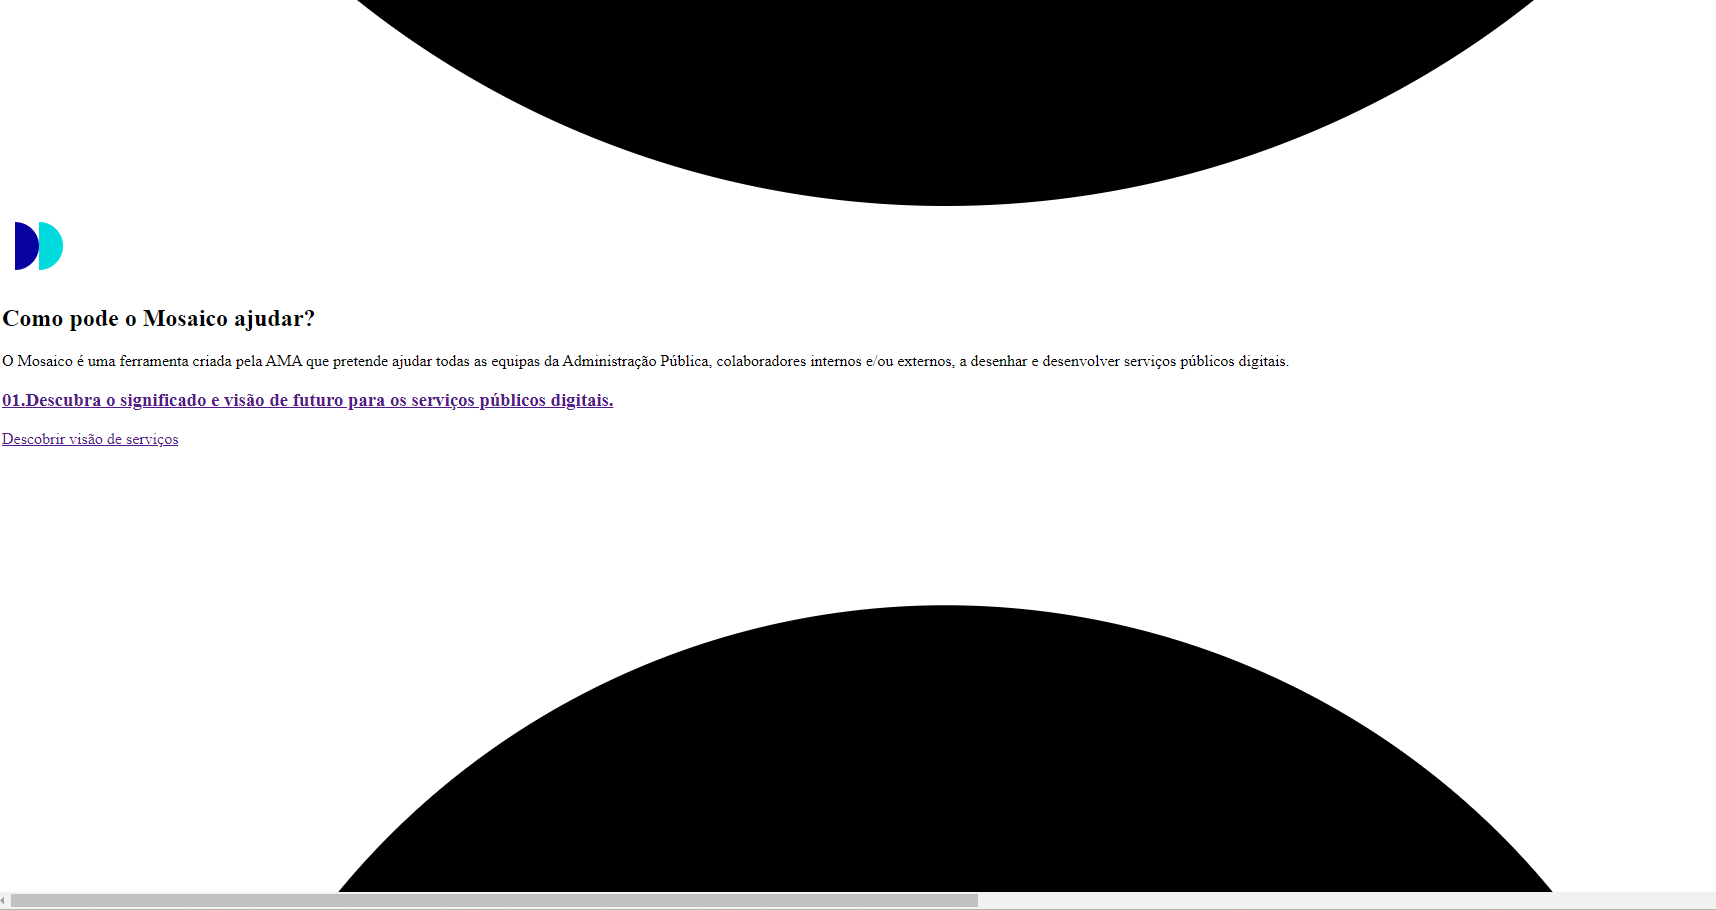 Como pode o Mosaico ajudar?
O Mosaico é uma ferramenta criada pela AMA que pretende ajudar todas as equipas da Administração Pública, colaboradores internos e/ou externos, a desenhar e desenvolver serviços públicos digitais.
01.Descubra o significado e visão de futuro para os serviços públicos digitais.
Descobrir visão de serviços